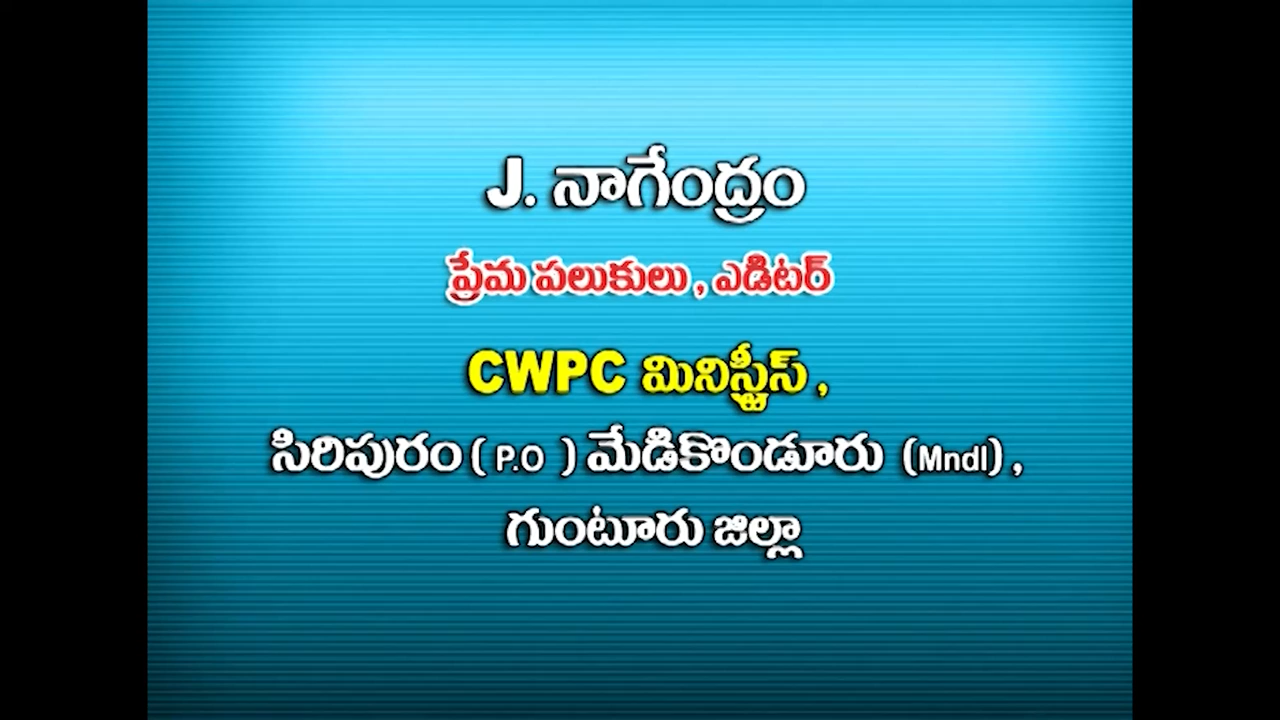 J. నాగేంద్రం
ప్రేమ పలుకులు , ఎడిటర్
CWPC మినిస్ట్రీస్ ,
సిరిపురం ( P.O ) మేడికొండూరు (Mndl) ,
గుంటూరు జిల్లా